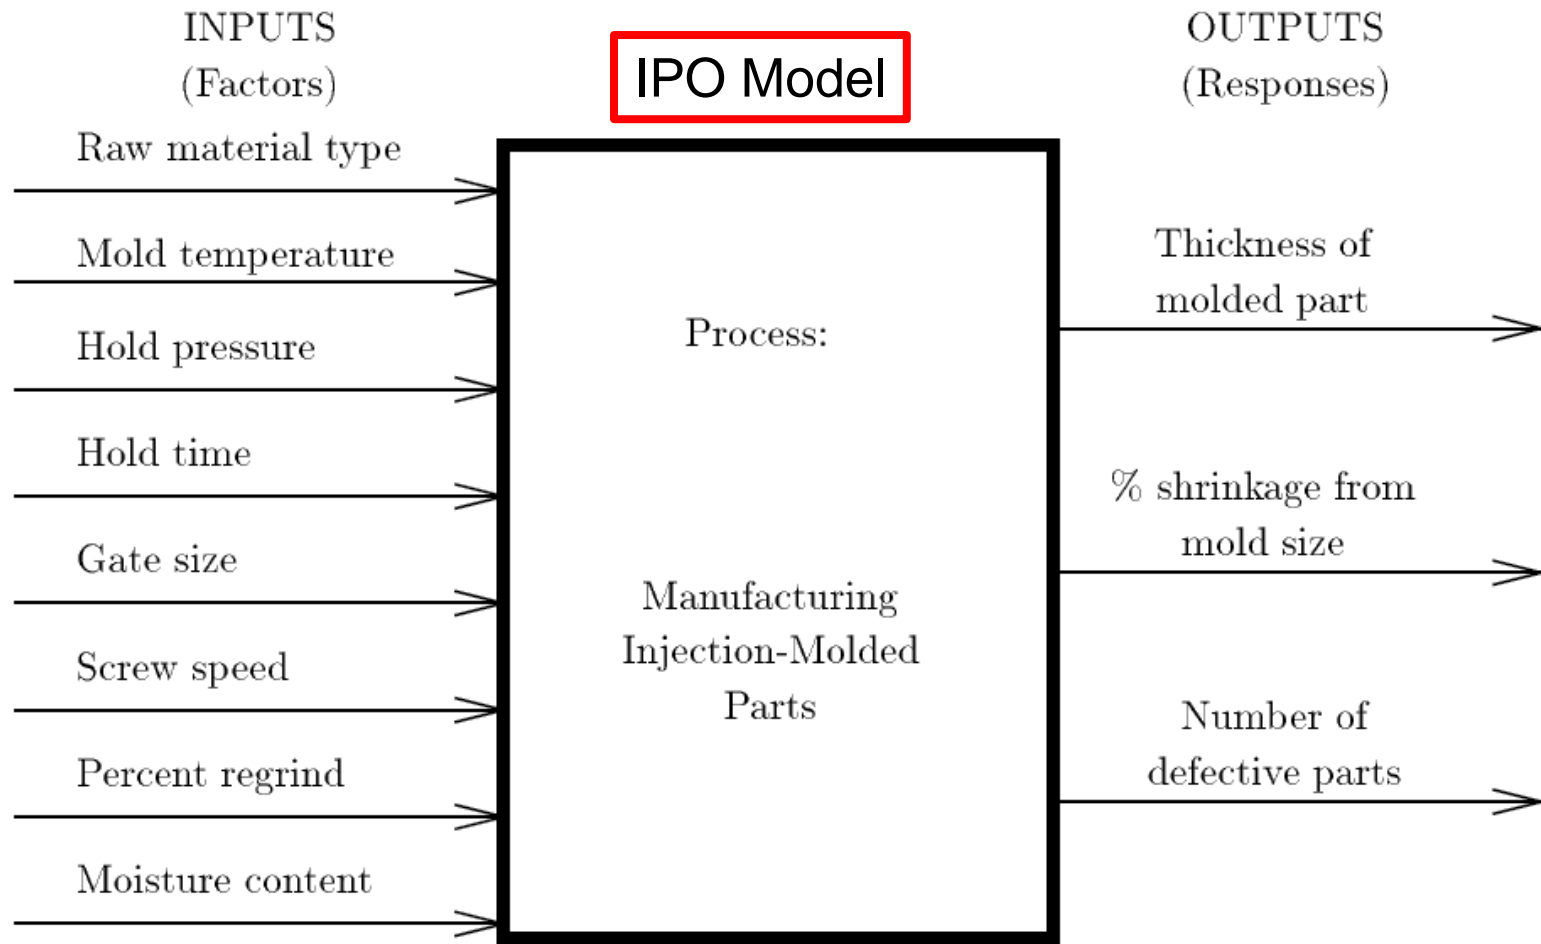 INPUTS
(Factors)
Raw material type
Mold temperature
Hold pressure
Hold time
Gate size
Screw speed
Percent regrind
Moisture content
IPO Model
Process:
Manufacturing
Injection-Molded
Parts
OUTPUTS
(Responses)
Thickness of
molded part
% shrinkage from
mold size
Number of
defective parts